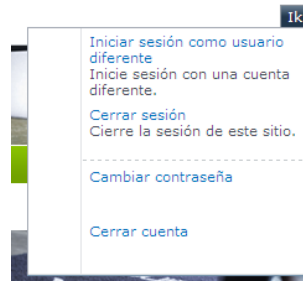 Ik
Iniciar sesión como usuario
diferente
Inicie sesión con una cuenta
diferente.
Cerrar sesión
Cierre la sesión de este sitio.
Cambiar contraseña
Cerrar cuenta